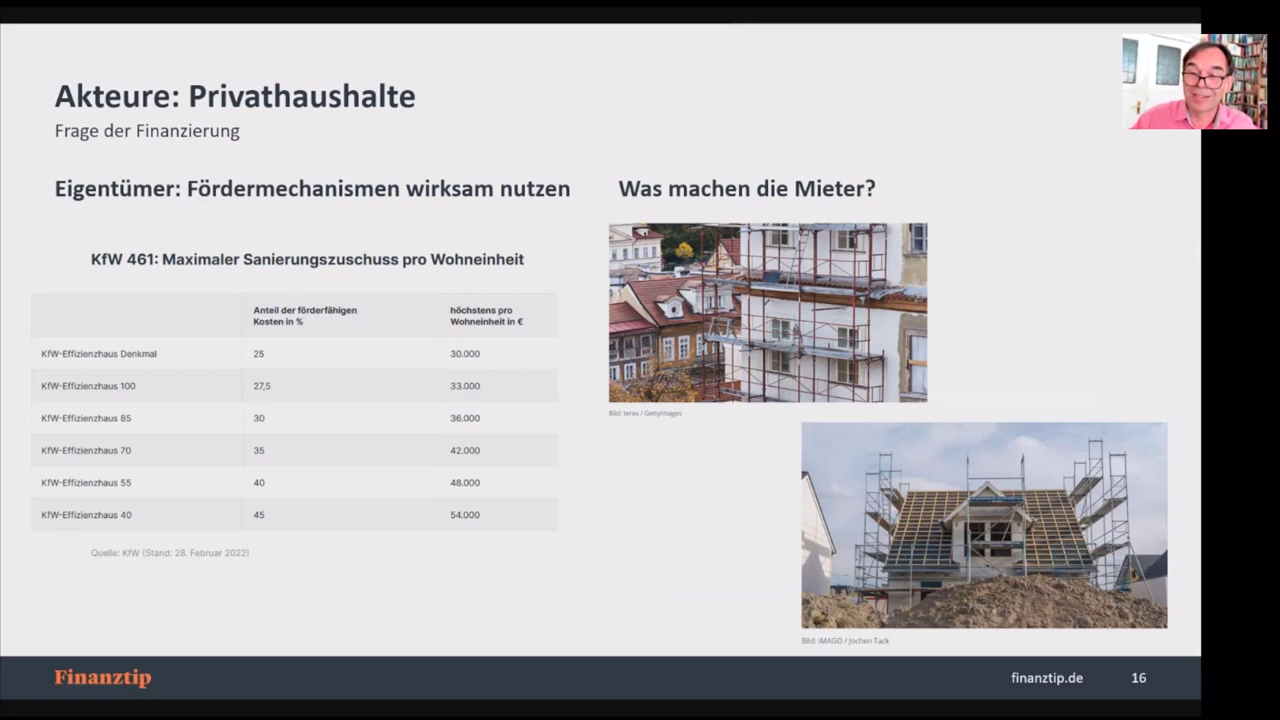 Akteure: Privathaushalte
Frage der Finanzierung
Eigentümer: Fördermechanismen wirksam nutzen
KfW 461: Maximaler Sanierungszuschuss pro Wohneinheit
Anteil der förderfähigen
Kosten in %
höchstens pro
Wohneinheit in €
KfW-Effizienzhaus Denkmal 25 30.000
KfW-Effizienzhaus 100 27,5 33.000
KfW-Effizienzhaus 85 30 36.000
KfW-Effizienzhaus 70 35 42.000
KfW-Effizienzhaus 55 40 48.000
KfW-Effizienzhaus 40 45 54.000
Quelle: KfW (Stand: 28. Februar 2022)
Was machen die Mieter?
Bild: terex / GettyImages
Bild: IMAGO / Jochen Tack
Finanztip
finanztip.de 16